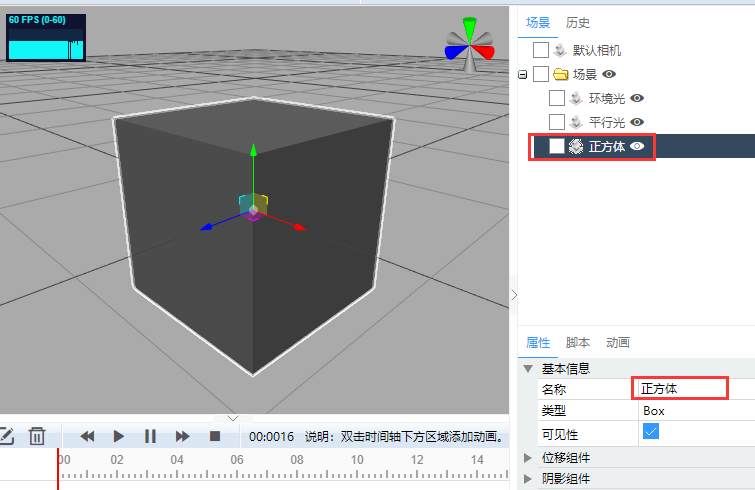 60 FPS (0-60)
场景 历史
默认相机
场景
环境光
平行光
正方体
属性 脚本 动画
基本信息
名称 正方体
类型 Box
可见性
位移组件
阴影组件
00:0016 说明：双击时间轴下方区域添加动画。
00 02 04 06 08 10 12 14